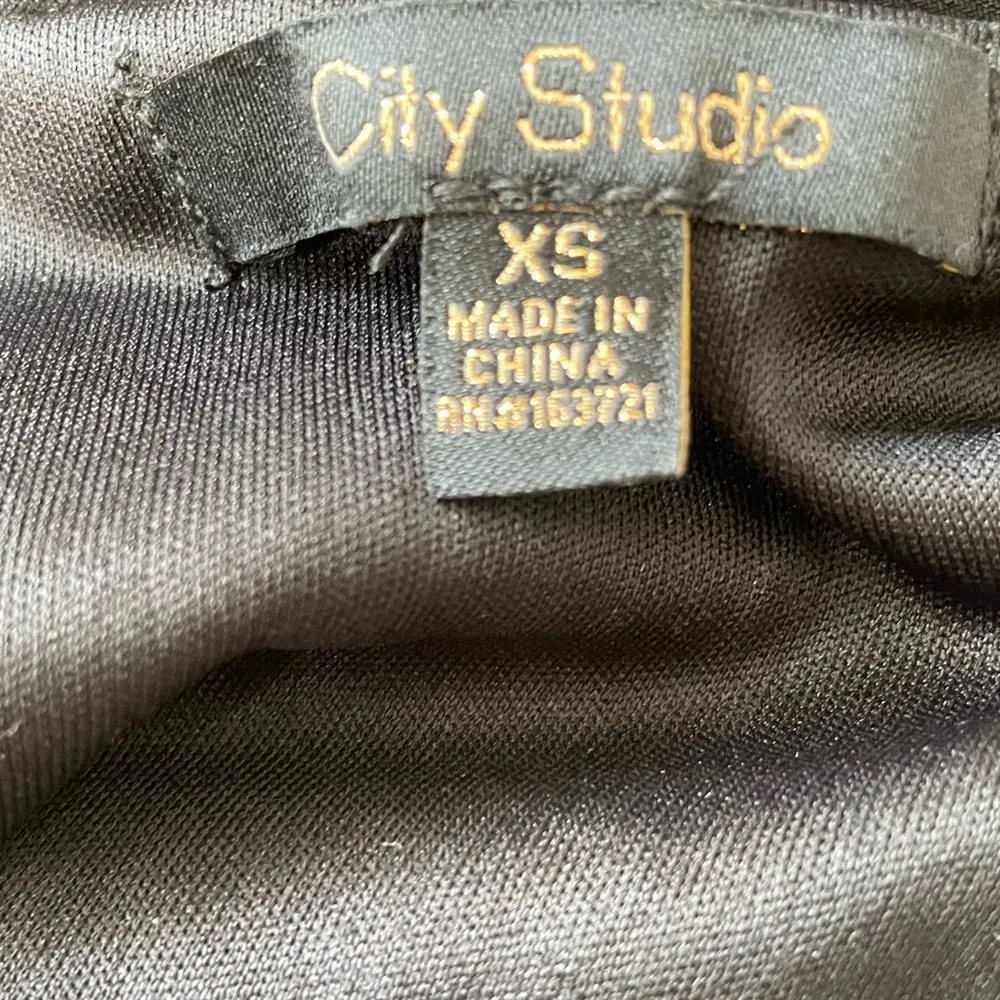 City Studio
XS
MADE IN
CHINA
RN#163721